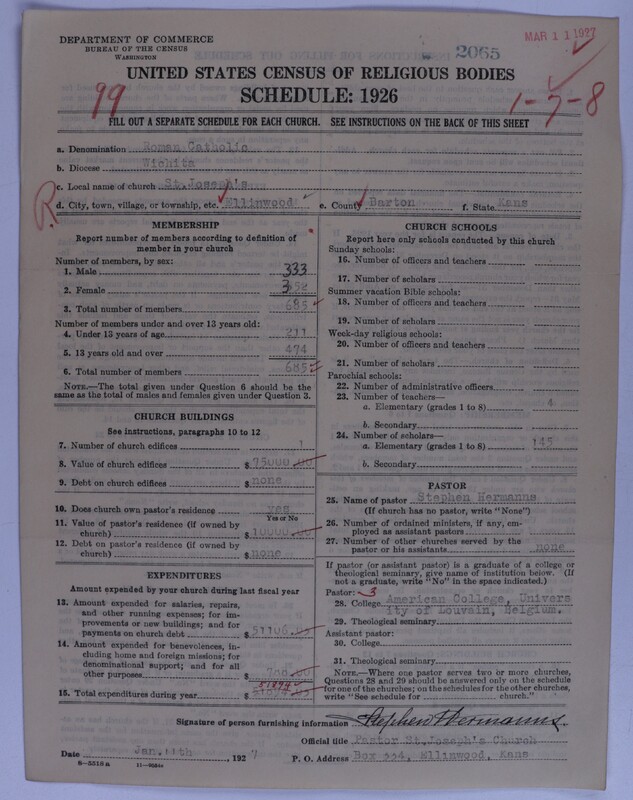 DEPARTMENT OF COMMERCE
BUREAU OF THE CENSUS
WASHINGTON
2065
MAR 11 1927
UNITED STATES CENSUS OF RELIGIOUS BODIES
SCHEDULE: 1926
99
1-7-8
FILL OUT A SEPARATE SCHEDULE FOR EACH CHURCH. SEE INSTRUCTIONS ON THE BACK OF THIS SHEET
a. Denomination Roman Catholic
b. Diocese Wichita
c. Local name of church St. Joseph's
R
d. City, town, village, or township, etc. Ellinwood e. County Barton f. State Kans
MEMBERSHIP
Report number of members according to definition of
member in your church
Number of members, by sex:
1. Male 333
2. Female 352
3. Total number of members 685
Number of members under and over 13 years old:
4. Under 13 years of age 211
5. 13 years old and over 474
6. Total number of members 685
NOTE.—The total given under Question 6 should be
same as the total of males and females given under Question 3.
CHURCH BUILDINGS
See instructions, paragraphs 10 to 12
7. Number of church edifices 1
8. Value of church edifices $ 75000.00
9. Debt on church edifices $ none
10. Does church own pastor's residence yes
Yes or No
11. Value of pastor's residence (if owned by
church) $ 10000.00
12. Debt on pastor's residence (if owned by
church) $ none
EXPENDITURES
Amount expended by your church during last fiscal year
13. Amount expended for salaries, repairs,
and other running expenses; for im-
provements or new buildings; and for
payments on church debt $ 51106.
14. Amount expended for benevolences, in-
cluding home and foreign missions; for
denominational support; and for all
other purposes
15. Total expenditures during year $
CHURCH SCHOOLS
Report here only schools conducted by this church
Sunday schools:
16. Number of officers and teachers
17. Number of scholars
Summer vacation Bible schools:
18. Number of officers and teachers
19. Number of scholars
Week-day religious schools:
20. Number of officers and teachers
21. Number of scholars
Parochial schools:
22. Number of administrative officers
23. Number of teachers—
a. Elementary (grades 1 to 8) 4
b. Secondary
24. Number of scholars—
a. Elementary (grades 1 to 8) 145
b. Secondary
PASTOR
25. Name of pastor Stephen Hermanns
(If church has no pastor, write "None")
26. Number of ordained ministers, if any, em-
ployed as assistant pastors
27. Number of other churches served by the
pastor or his assistants none
If pastor (or assistant pastor) is a graduate of a college or
theological seminary, give name of institution below. (If
not a graduate, write "No" in the space indicated.)
Pastor: 3
28. College American College, Univers
ity of Louvain, Belgium.
29. Theological seminary
Assistant pastor:
30. College
31. Theological seminary
NOTE.—Where one pastor serves two or more churches,
Questions 28 and 29 should be answered only on the schedule
for one of the churches; on the schedules for the other churches,
write "See schedule for church."
Signature of person furnishing information Stephen Hermanns
Official title Pastor St. Joseph's Church
Date Jan. 11th, 1927
P. O. Address Box 334, Ellinwood, Kans
8-5518 a